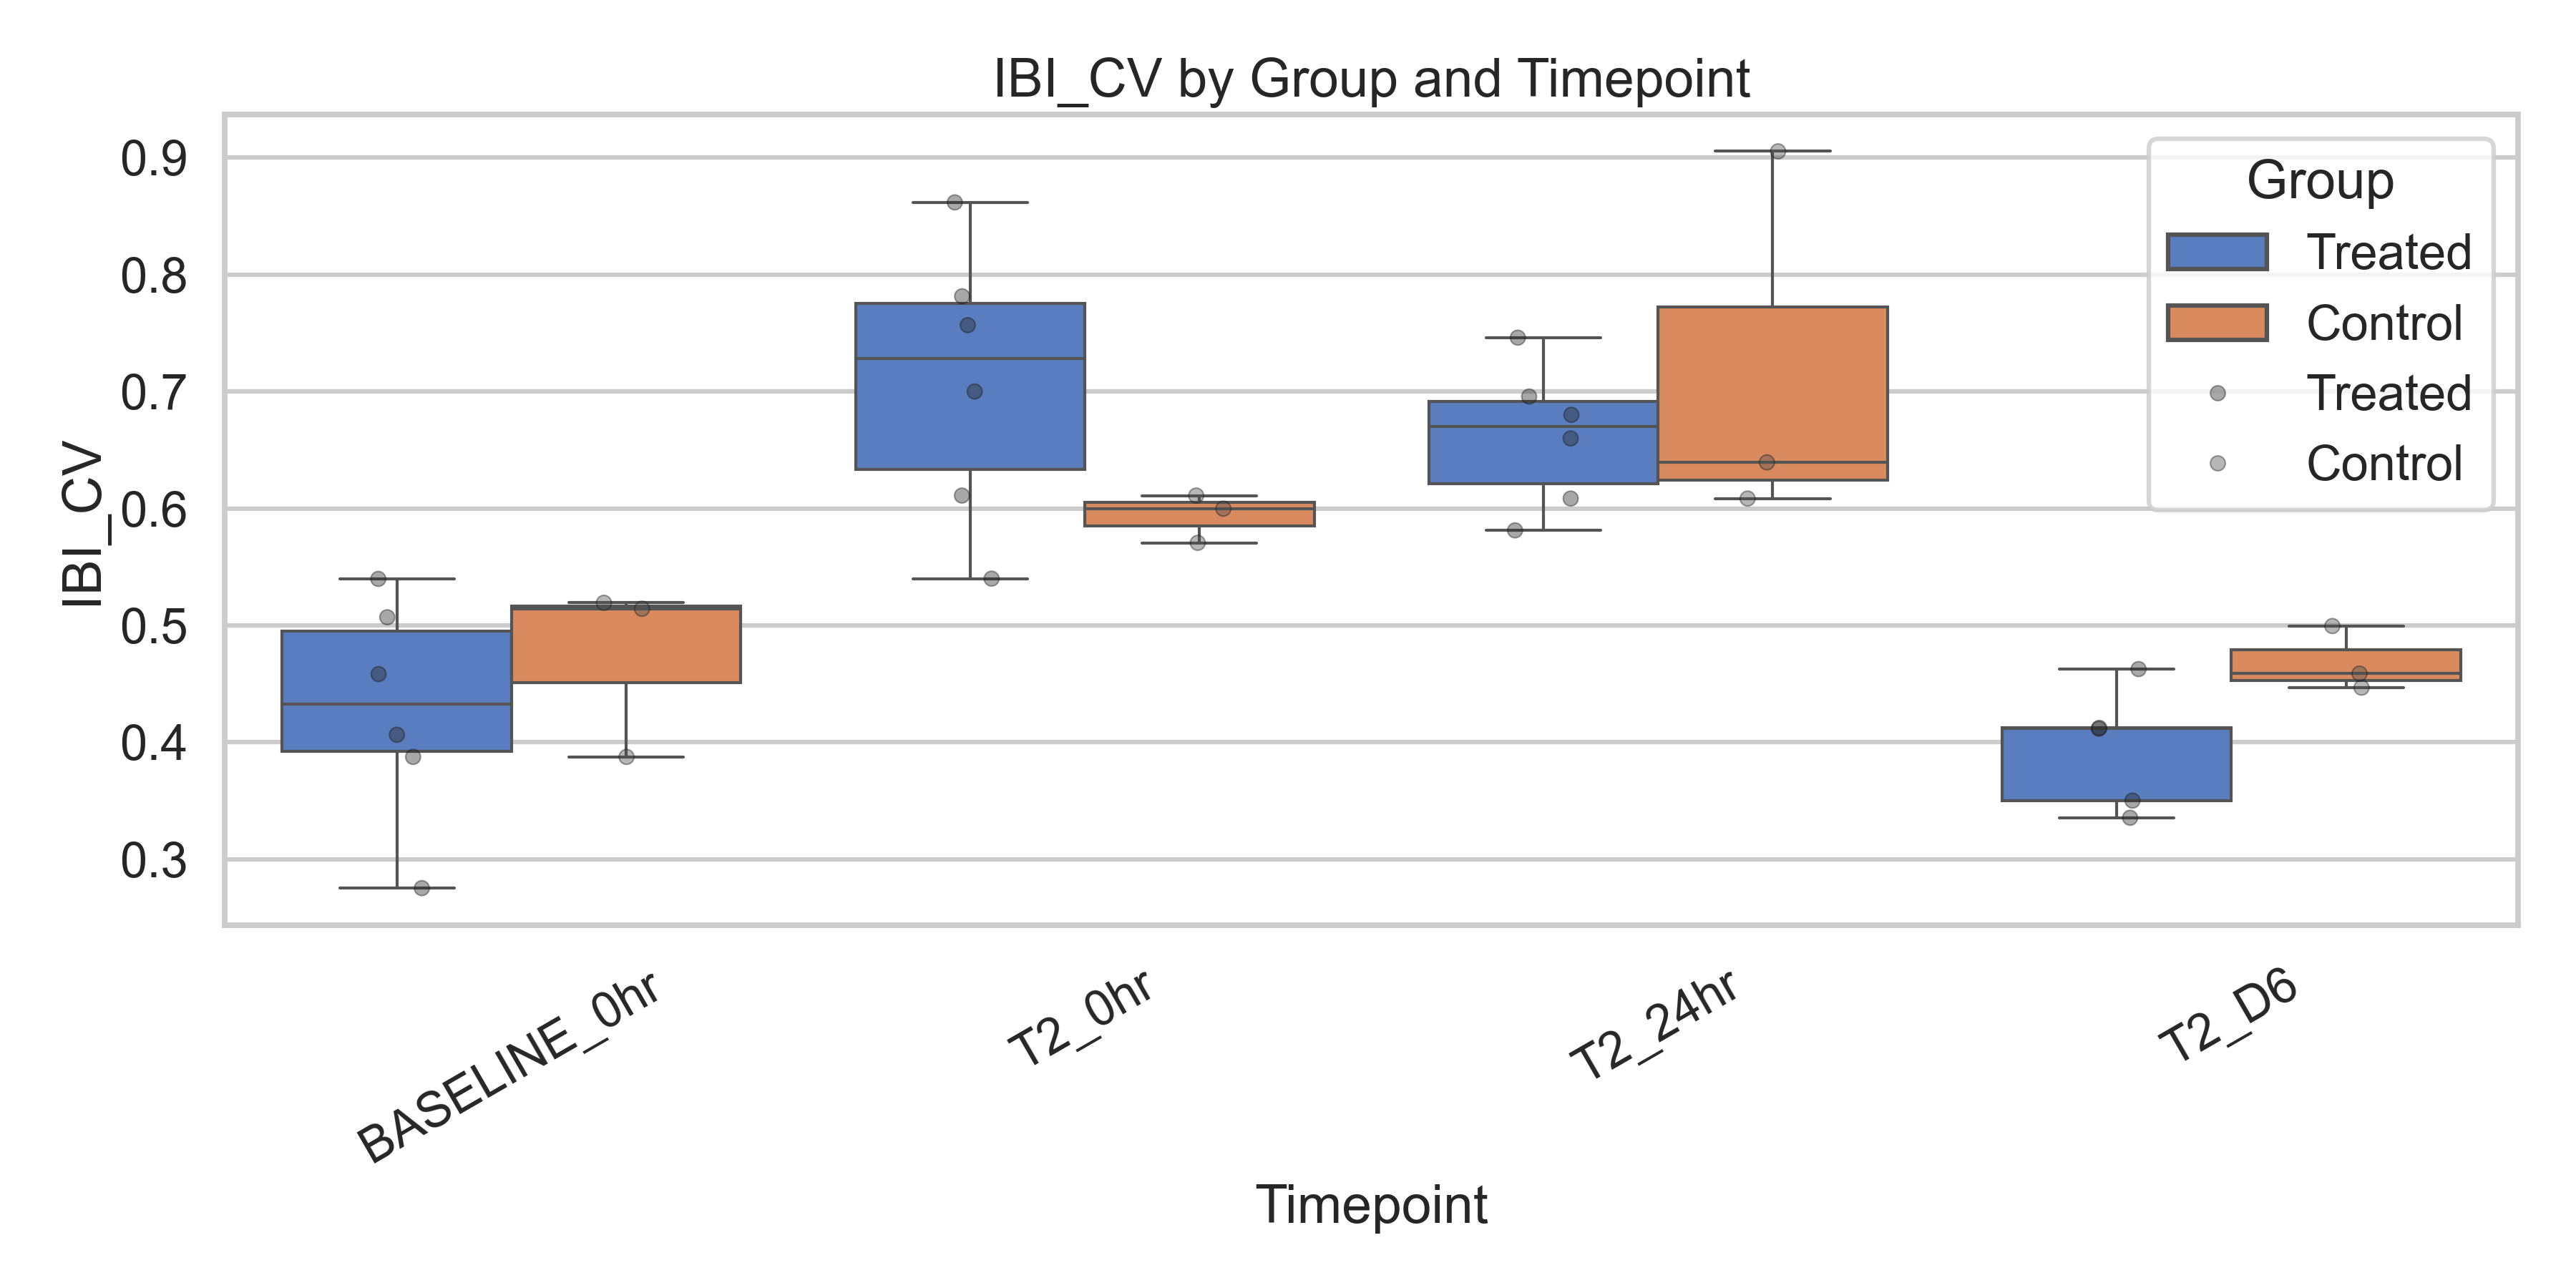 IBI_CV by Group and Timepoint
IBI_CV
0.9
0.8
0.7
0.6
0.5
0.4
0.3
Group
Treated
Control
Treated
Control
BASELINE_0hr
T2_0hr
T2_24hr
T2_D6
Timepoint